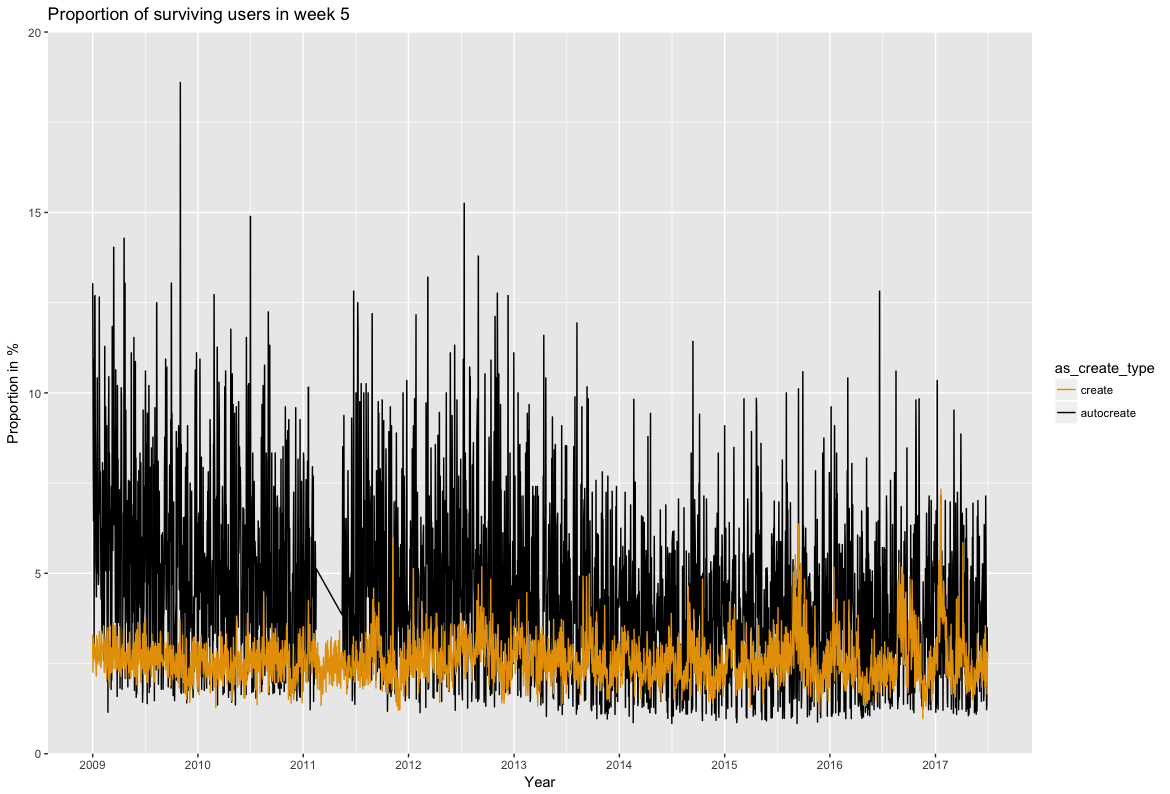 Proportion of surviving users in week 5
20
15
10
5
0
Proportion in %
2009 2010 2011 2012 2013 2014 2015 2016 2017
Year
as_create_type
create
autocreate